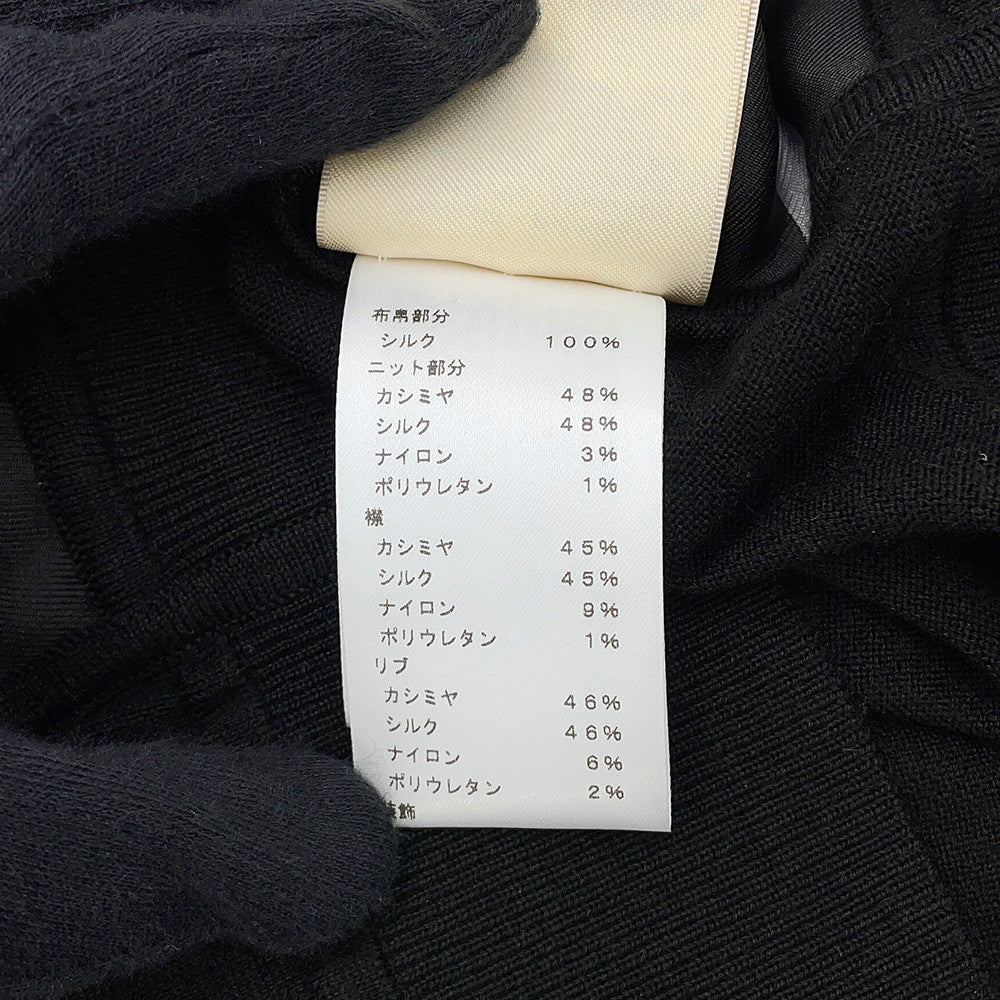 布帛部分
シルク 100%
ニット部分
カシミヤ 48%
シルク 48%
ナイロン 3%
ポリウレタン 1%
襟
カシミヤ 45%
シルク 45%
ナイロン 9%
ポリウレタン 1%
リブ
カシミヤ 46%
シルク 46%
ナイロン 6%
ポリウレタン 2%
装飾